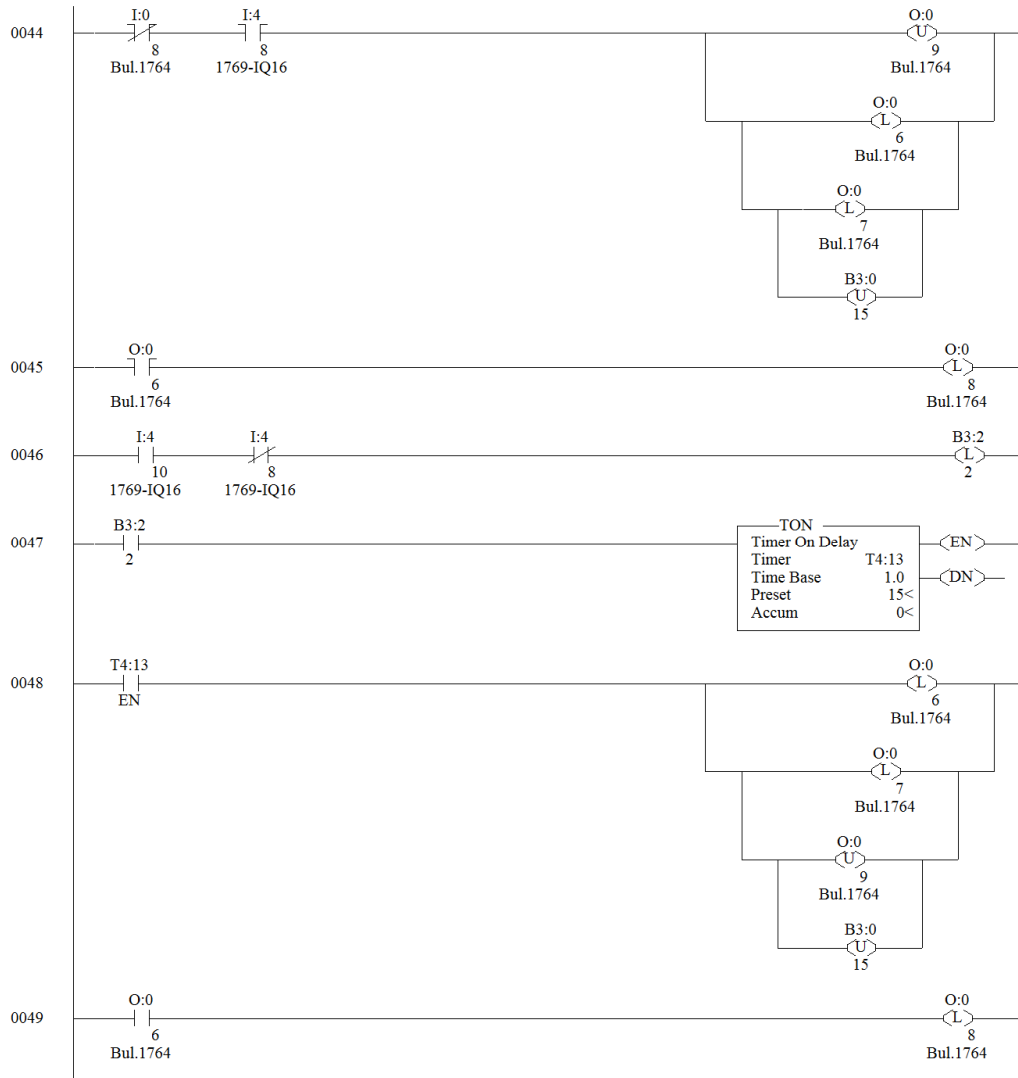 I:0 I:4 O:0
0044 U
8 8 9
Bul.1764 1769-IQ16 Bul.1764
O:0
L
6
Bul.1764
O:0
L
7
Bul.1764
B3:0
U
15
O:0 O:0
0045 L
6 8
Bul.1764 Bul.1764
I:4 I:4 B3:2
0046 L
10 8 2
1769-IQ16 1769-IQ16
B3:2 TON
0047 Timer On Delay EN
2 Timer T4:13
Time Base 1.0 DN
Preset 15<
Accum 0<
T4:13 O:0
0048 L
EN 6
Bul.1764
O:0
L
7
Bul.1764
O:0
U
9
Bul.1764
B3:0
U
15
O:0 O:0
0049 L
6 8
Bul.1764 Bul.1764